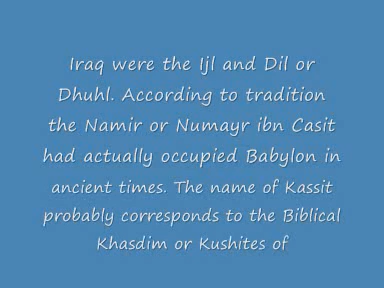 Iraq were the Ijl and Dil or
Dhuhl. According to tradition
the Namir or Numayr ibn Casit
had actually occupied Babylon in
ancient times. The name of Kassit
probably corresponds to the Biblical
Khasdim or Kushites of